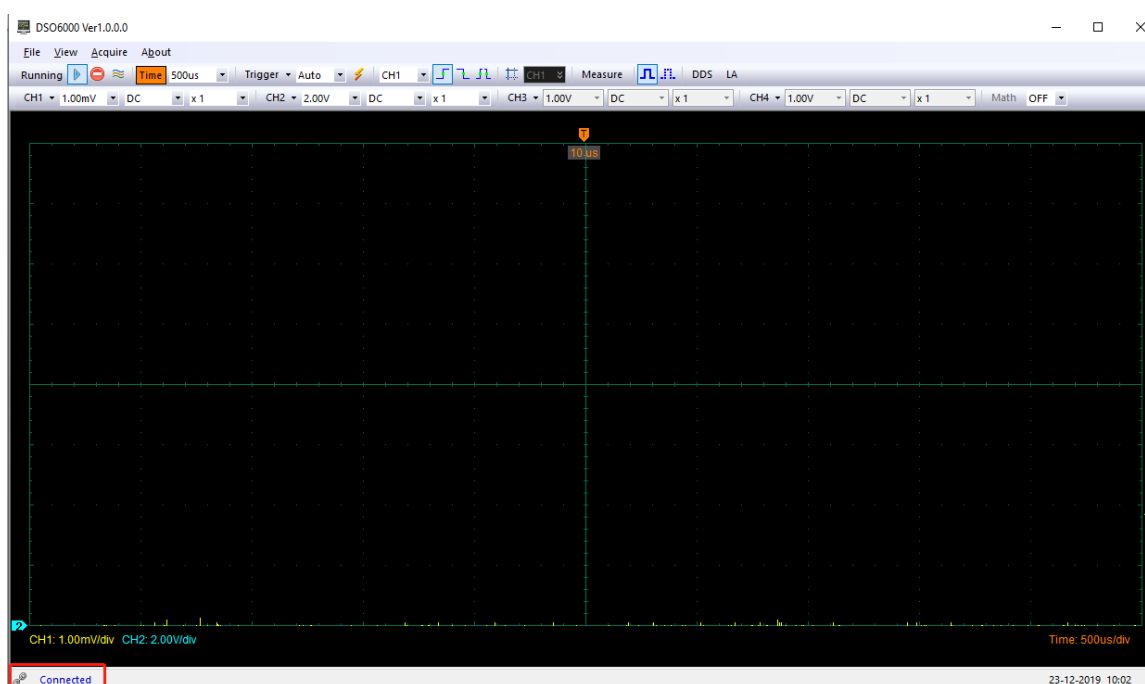 DSO6000 Ver1.0.0.0
File View Acquire About
Running Time 500us Trigger Auto CH1 CH1 Measure DDS LA
CH1 1.00mV DC x 1 CH2 2.00V DC x 1 CH3 1.00V DC x 1 CH4 1.00V DC x 1 Math OFF
T
10 us
2
CH1: 1.00mV/div CH2: 2.00V/div Time: 500us/div
Connected 23-12-2019 10:02